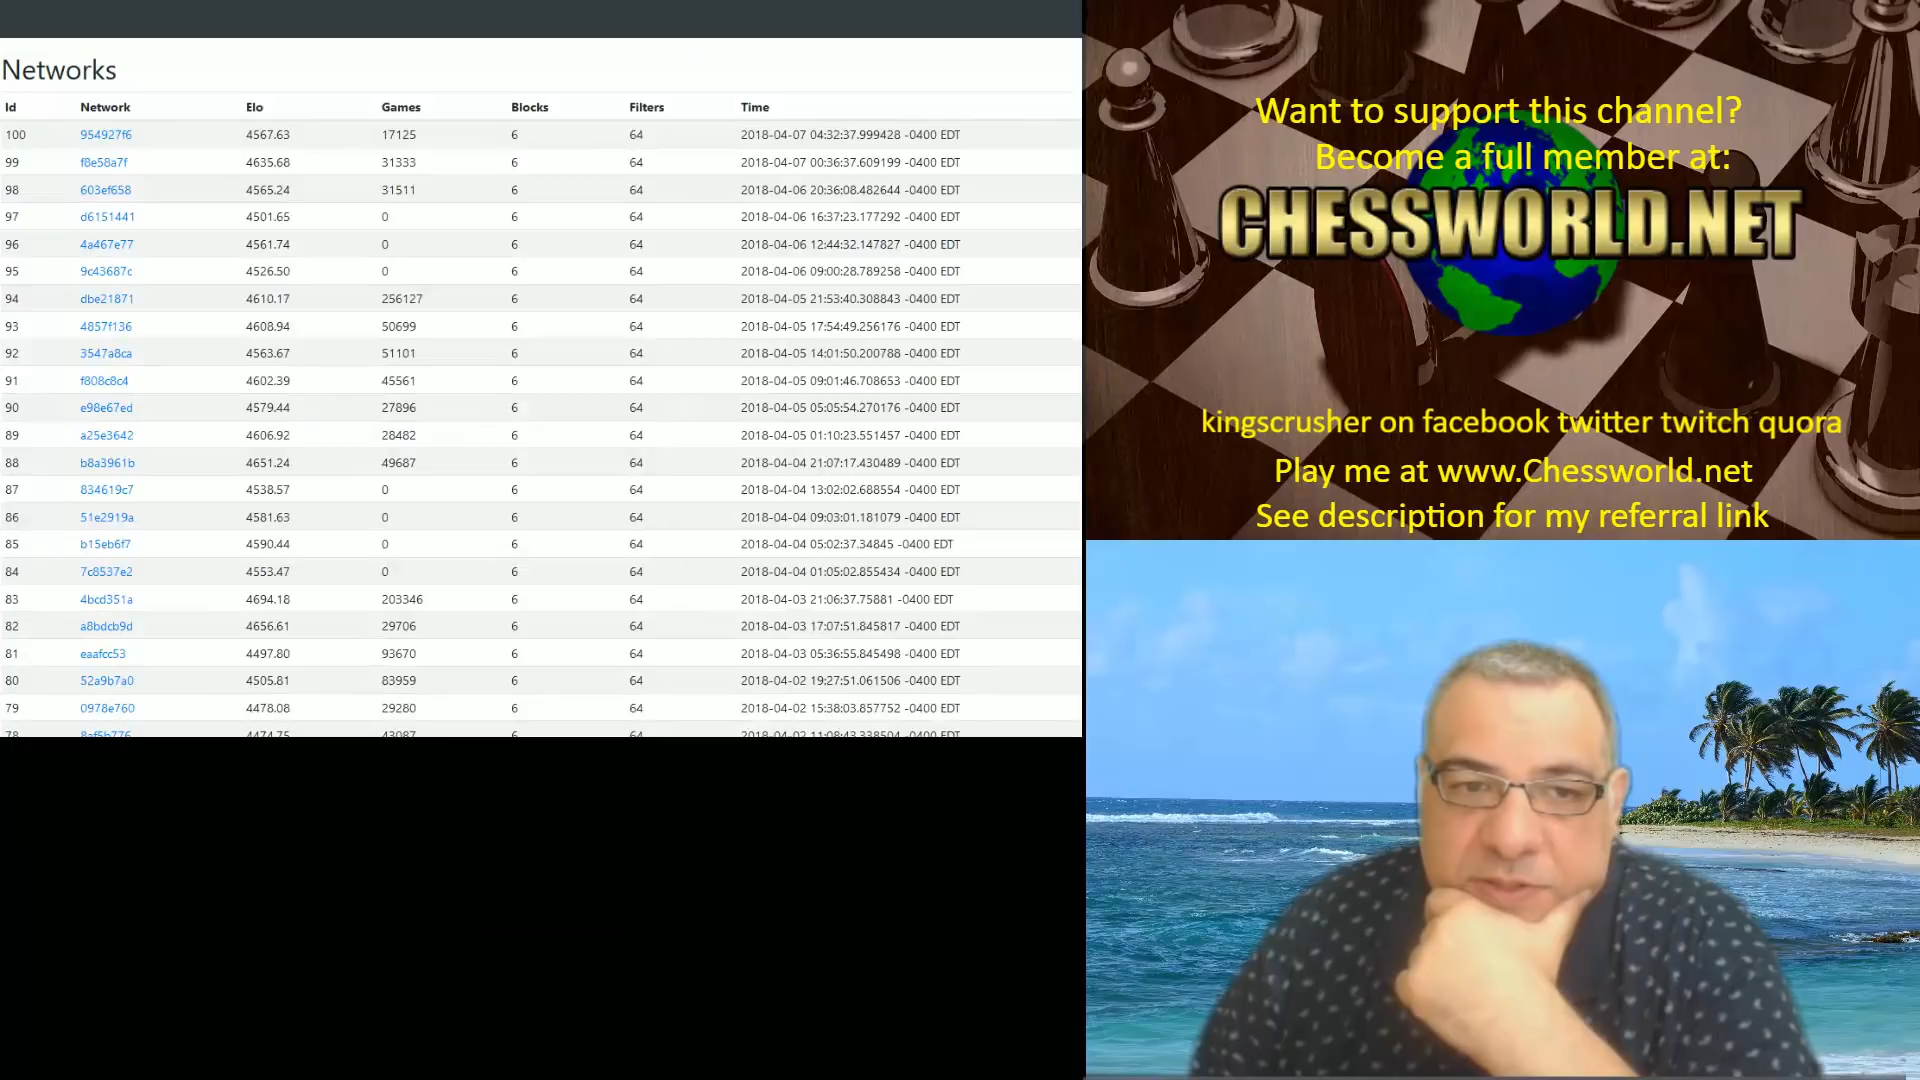 Networks
Id Network Elo Games Blocks Filters Time
100 954927f6 4567.63 17125 6 64 2018-04-07 04:32:37.999428 -0400 EDT
99 f8e58a7f 4635.68 31333 6 64 2018-04-07 00:36:37.609199 -0400 EDT
98 603ef658 4565.24 31511 6 64 2018-04-06 20:36:08.482644 -0400 EDT
97 d6151441 4501.65 0 6 64 2018-04-06 16:37:23.177292 -0400 EDT
96 4a467e77 4561.74 0 6 64 2018-04-06 12:44:32.147827 -0400 EDT
95 9c43687c 4526.50 0 6 64 2018-04-06 09:00:28.789258 -0400 EDT
94 dbe21871 4610.17 256127 6 64 2018-04-05 21:53:40.308843 -0400 EDT
93 4857f136 4608.94 50699 6 64 2018-04-05 17:54:49.256176 -0400 EDT
92 3547a8ca 4563.67 51101 6 64 2018-04-05 14:01:50.200788 -0400 EDT
91 f808c8c4 4602.39 45561 6 64 2018-04-05 09:01:46.708653 -0400 EDT
90 e98e67ed 4579.44 27896 6 64 2018-04-05 05:05:54.270176 -0400 EDT
89 a25e3642 4606.92 28482 6 64 2018-04-05 01:10:23.551457 -0400 EDT
88 b8a3961b 4651.24 49687 6 64 2018-04-04 21:07:17.430489 -0400 EDT
87 834619c7 4538.57 0 6 64 2018-04-04 13:02:02.688554 -0400 EDT
86 51e2919a 4581.63 0 6 64 2018-04-04 09:03:01.181079 -0400 EDT
85 b15eb6f7 4590.44 0 6 64 2018-04-04 05:02:37.34845 -0400 EDT
84 7c8537e2 4553.47 0 6 64 2018-04-04 01:05:02.855434 -0400 EDT
83 4bcd351a 4694.18 203346 6 64 2018-04-03 21:06:37.75881 -0400 EDT
82 a8bdcb9d 4656.61 29706 6 64 2018-04-03 17:07:51.845817 -0400 EDT
81 eaafcc53 4497.80 93670 6 64 2018-04-03 05:36:55.845498 -0400 EDT
80 52a9b7a0 4505.81 83959 6 64 2018-04-02 19:27:51.061506 -0400 EDT
79 0978e760 4478.08 29280 6 64 2018-04-02 15:38:03.857752 -0400 EDT
78 8af5b776 4474.75 43087 6 64 2018-04-02 11:08:43.338504 -0400 EDT
Want to support this channel?
Become a full member at:
CHESSWORLD.NET
kingscrusher on facebook twitter twitch quora
Play me at www.Chessworld.net
See description for my referral link